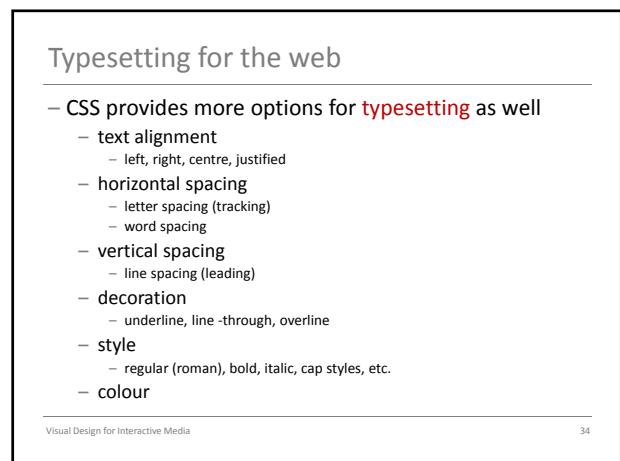 Typesetting for the web
– CSS provides more options for typesetting as well
– text alignment
– left, right, centre, justified
– horizontal spacing
– letter spacing (tracking)
– word spacing
– vertical spacing
– line spacing (leading)
– decoration
– underline, line -through, overline
– style
– regular (roman), bold, italic, cap styles, etc.
– colour
Visual Design for Interactive Media 34